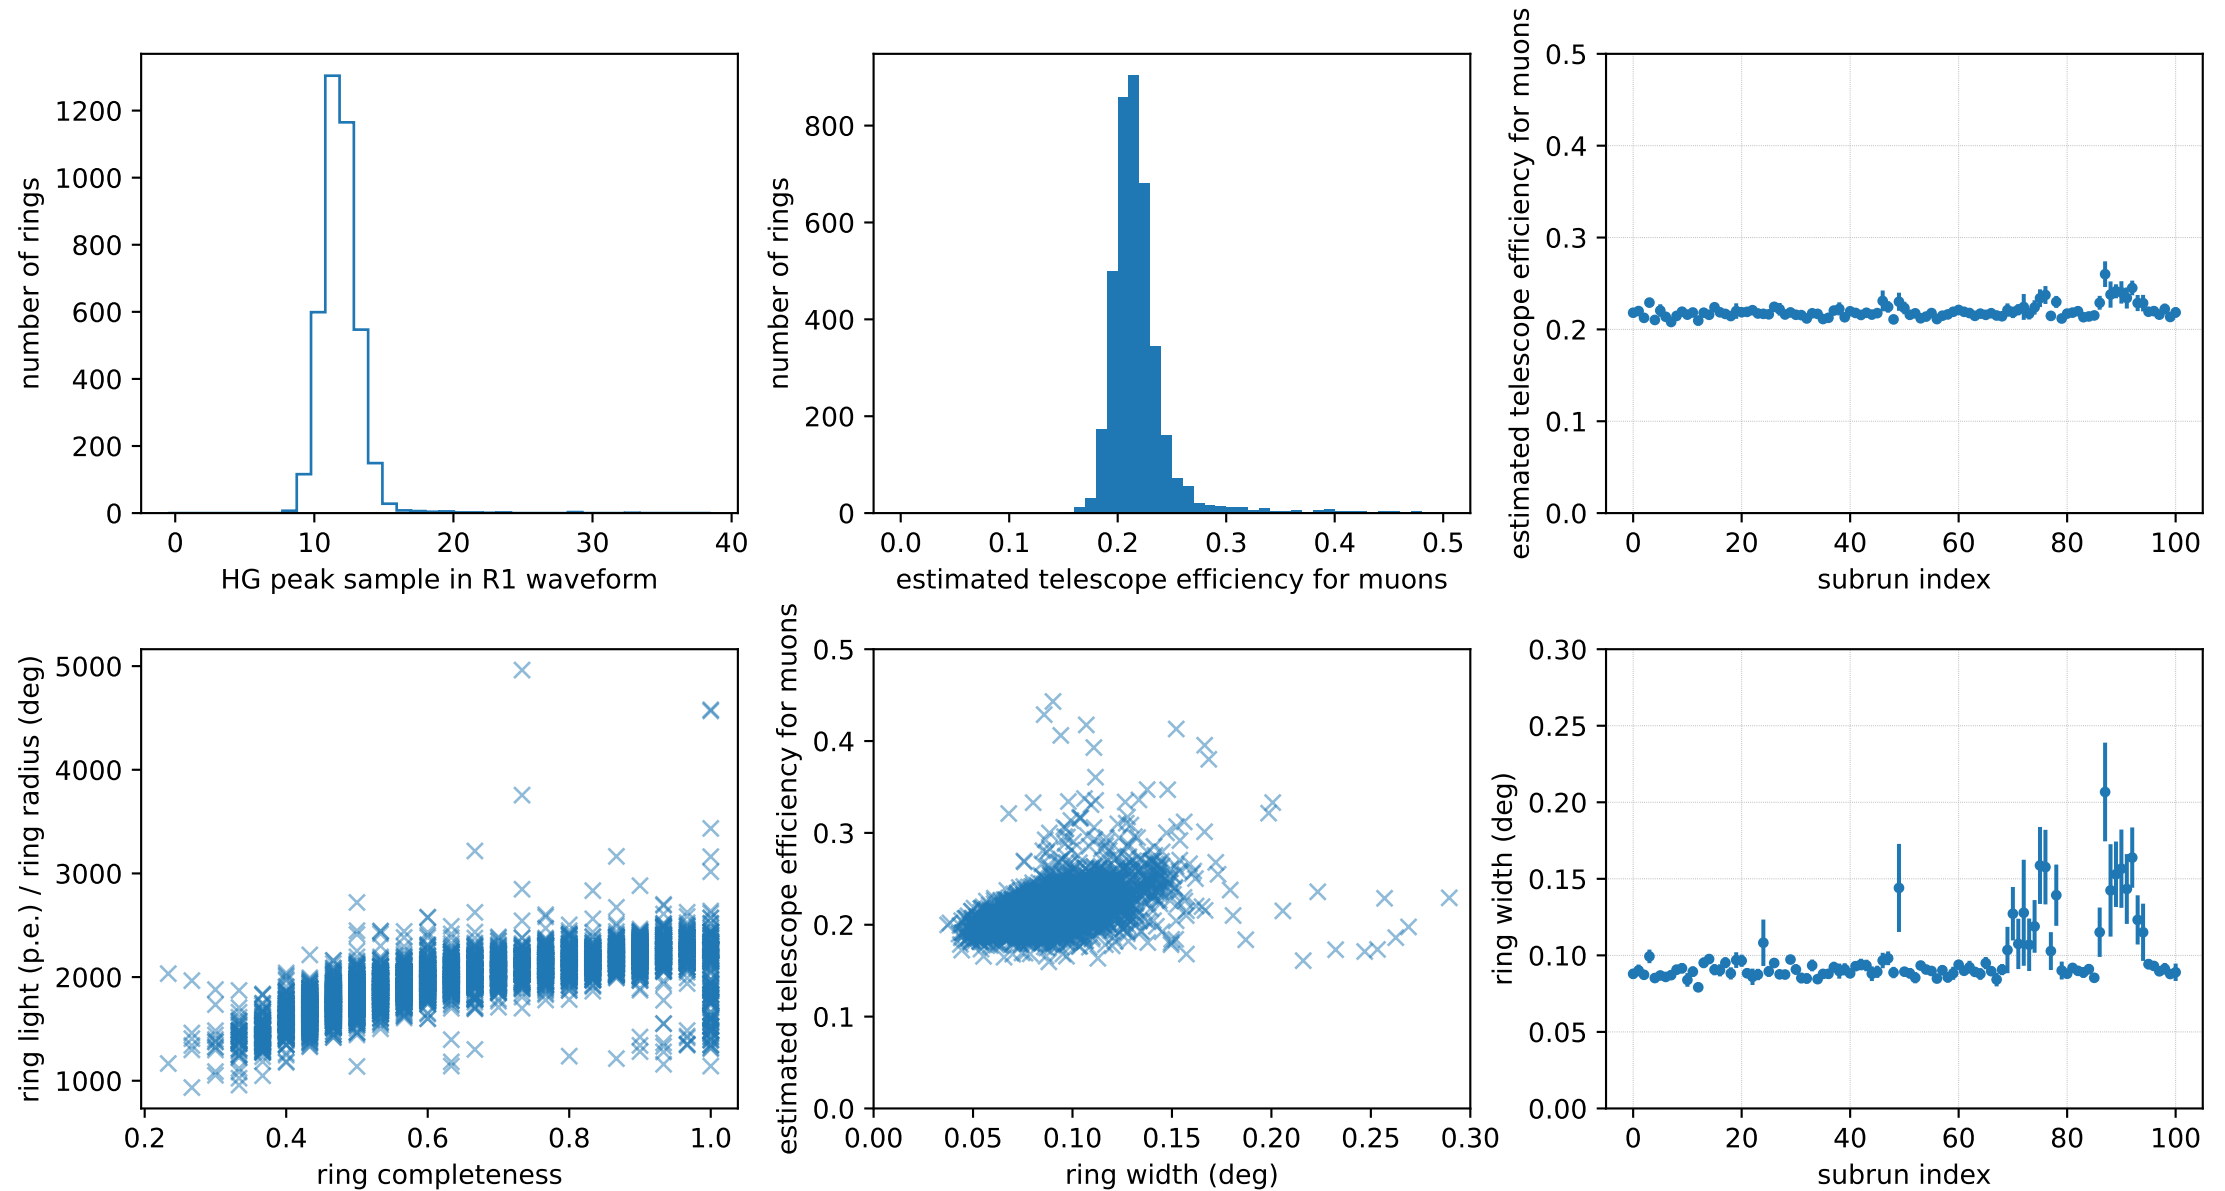 number of rings
0
200
400
600
800
1000
1200
0 10 20 30 40
HG peak sample in R1 waveform
number of rings
0
200
400
600
800
0.0 0.1 0.2 0.3 0.4 0.5
estimated telescope efficiency for muons
estimated telescope efficiency for muons
0.5
0.4
0.3
0.2
0.1
0.0
0 20 40 60 80 100
subrun index
ring light (p.e.) / ring radius (deg)
5000
4000
3000
2000
1000
0.2 0.4 0.6 0.8 1.0
ring completeness
estimated telescope efficiency for muons
0.5
0.4
0.3
0.2
0.1
0.0
0.00 0.05 0.10 0.15 0.20 0.25 0.30
ring width (deg)
ring width (deg)
0.30
0.25
0.20
0.15
0.10
0.05
0.00
0 20 40 60 80 100
subrun index